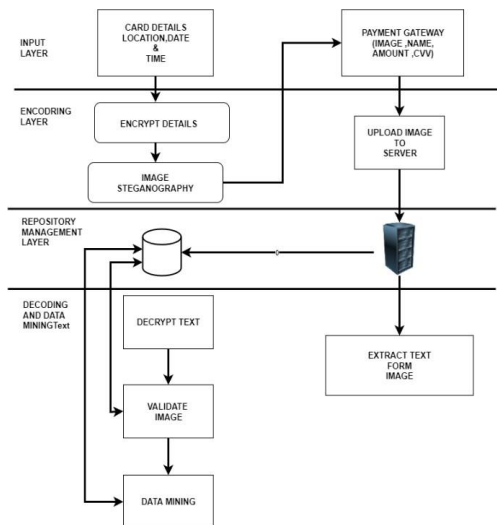 INPUT
LAYER
CARD DETAILS
LOCATION,DATE
&
TIME
PAYMENT GATEWAY
(IMAGE ,NAME,
AMOUNT ,CVV)
ENCODRING
LAYER
ENCRYPT DETAILS
IMAGE
STEGANOGRAPHY
UPLOAD IMAGE
TO
SERVER
REPOSITORY
MANAGEMENT
LAYER
DECODING
AND DATA
MININGText
DECRYPT TEXT
EXTRACT TEXT
FORM
IMAGE
VALIDATE
IMAGE
DATA MINING